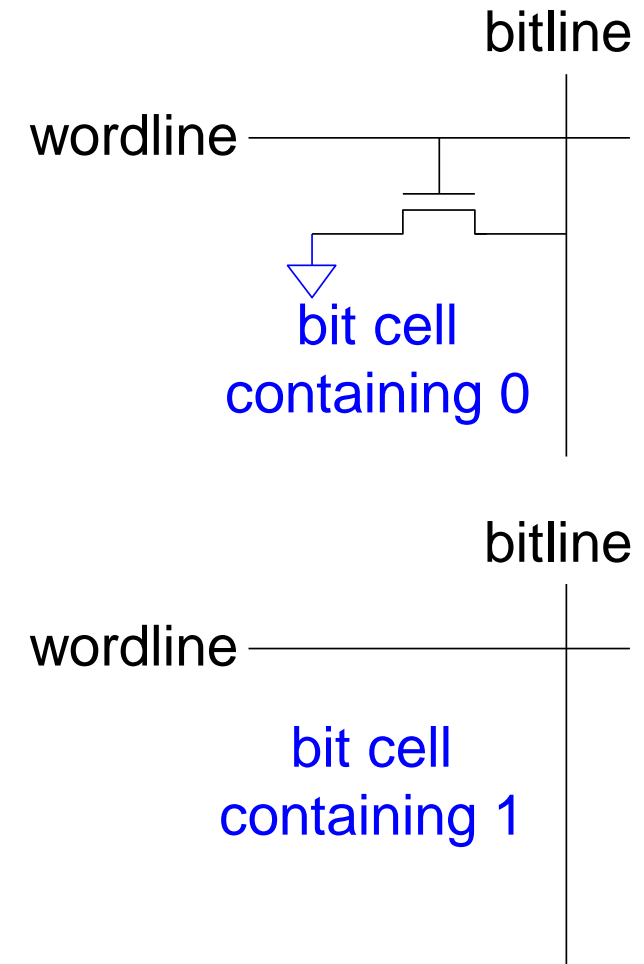 bitline
wordline
bit cell
containing 0
bitline
wordline
bit cell
containing 1